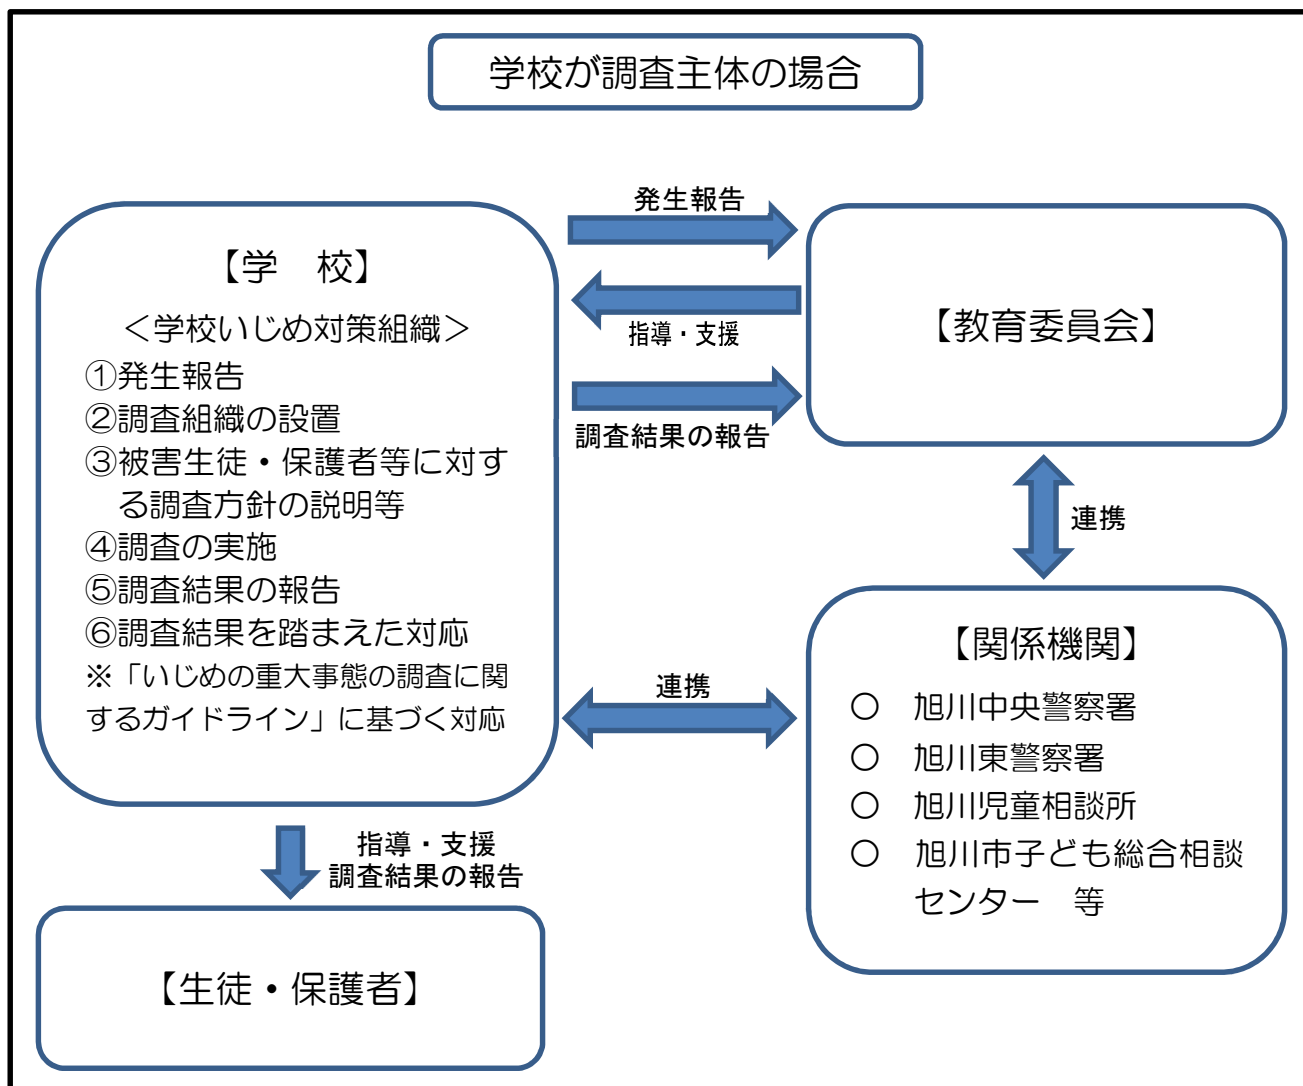 学校が調査主体の場合
【学　校】
＜学校いじめ対策組織＞
①発生報告
②調査組織の設置
③被害生徒・保護者等に対す
る調査方針の説明等
④調査の実施
⑤調査結果の報告
⑥調査結果を踏まえた対応
※「いじめの重大事態の調査に関
するガイドライン」に基づく対応
発生報告
指導・支援
調査結果の報告
【教育委員会】
連携
連携
【関係機関】
○　旭川中央警察署
○　旭川東警察署
○　旭川児童相談所
○　旭川市子ども総合相談
センター　等
指導・支援
調査結果の報告
【生徒・保護者】